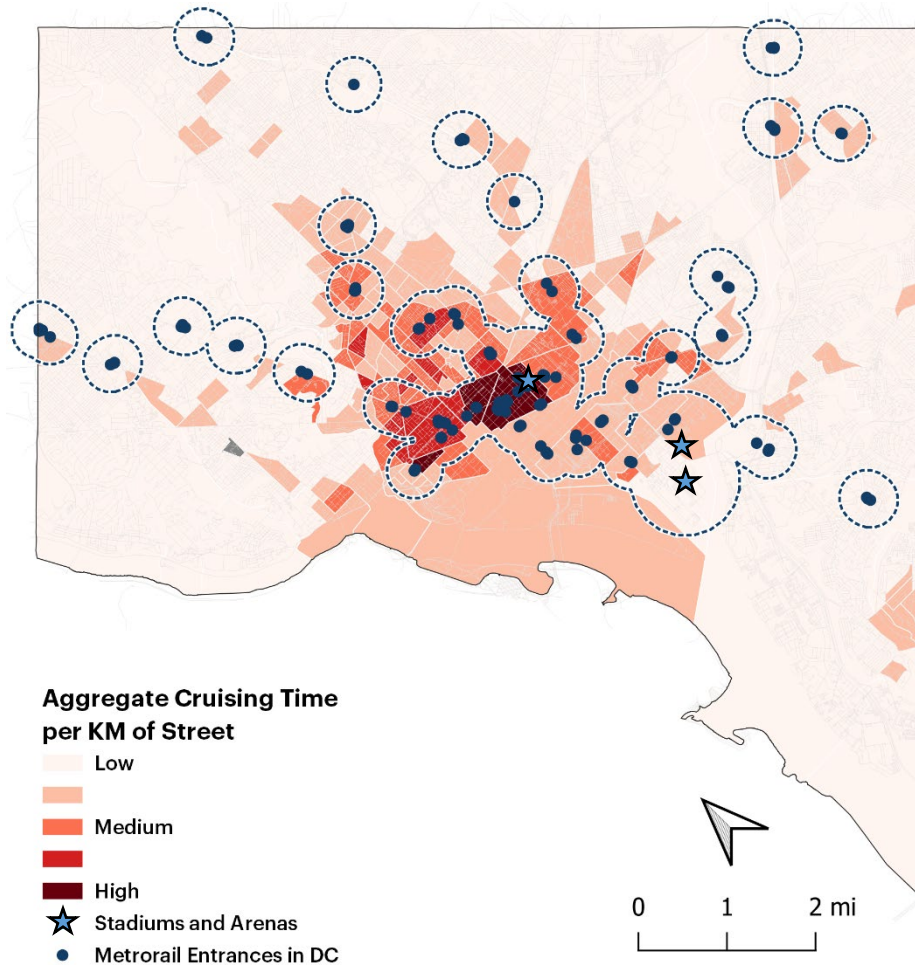 Aggregate Cruising Time
per KM of Street
Low
Medium
High
Stadiums and Arenas
Metrorail Entrances in DC
0 1 2 mi